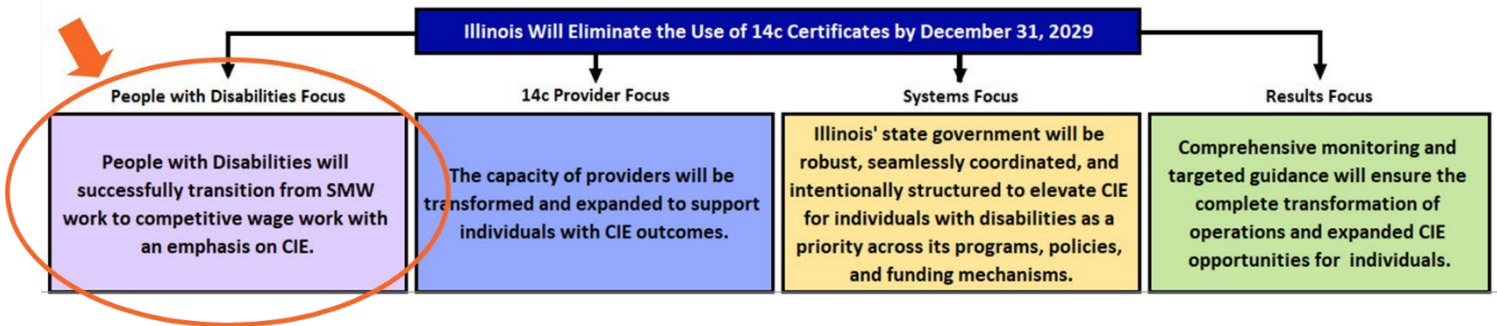 Illinois Will Eliminate the Use of 14c Certificates by December 31, 2029
People with Disabilities Focus
People with Disabilities will
successfully transition from SMW
work to competitive wage work with
an emphasis on CIE.
14c Provider Focus
The capacity of providers will be
transformed and expanded to support
individuals with CIE outcomes.
Systems Focus
Illinois' state government will be
robust, seamlessly coordinated, and
intentionally structured to elevate CIE
for individuals with disabilities as a
priority across its programs, policies,
and funding mechanisms.
Results Focus
Comprehensive monitoring and
targeted guidance will ensure the
complete transformation of
operations and expanded CIE
opportunities for individuals.